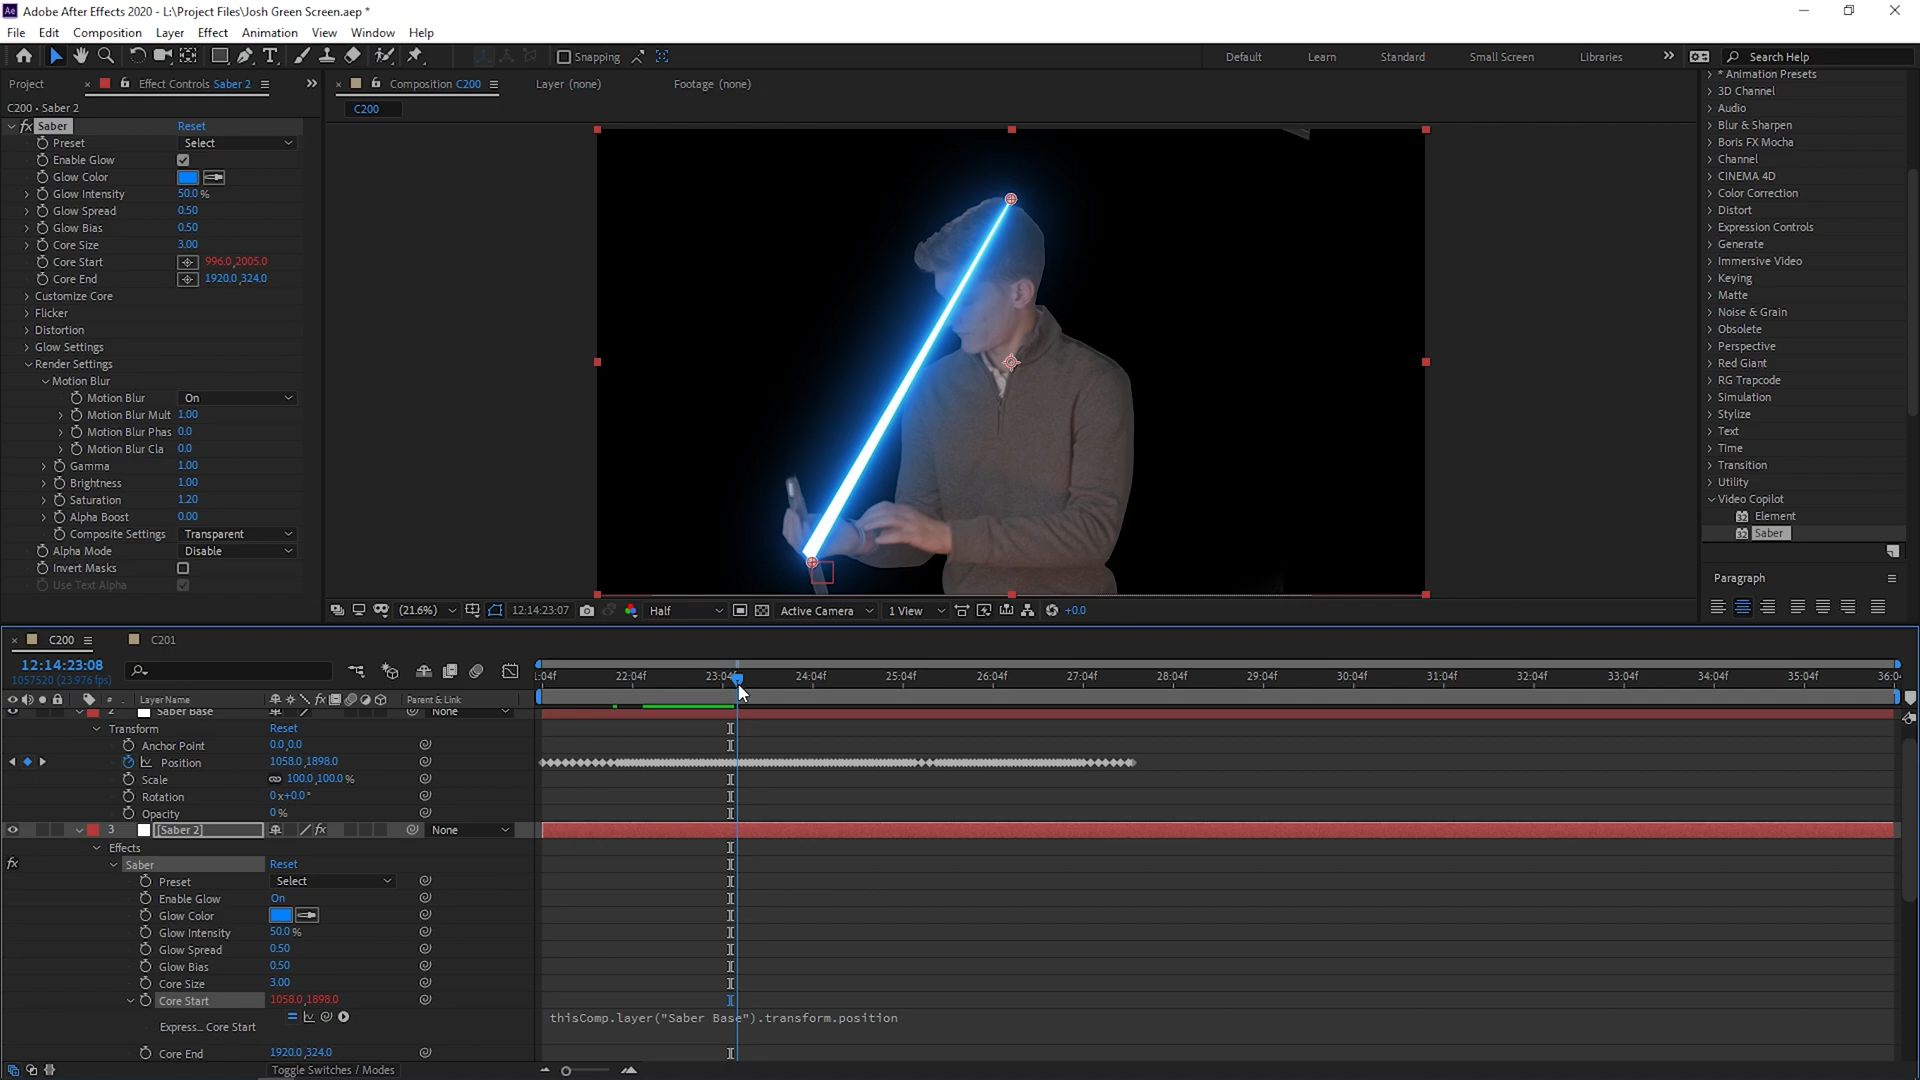 Adobe After Effects 2020 - L:\Project Files\Josh Green Screen.aep *
File Edit Composition Layer Effect Animation View Window Help
Snapping Default Learn Standard Small Screen Libraries Search Help
Project Effect Controls Saber 2 Composition C200 Layer (none) Footage (none)
C200 • Saber 2
C200
fx Saber Reset
Preset Select
Enable Glow
Glow Color
Glow Intensity 50.0 %
Glow Spread 0.50
Glow Bias 0.50
Core Size 3.00
Core Start 996.0,2005.0
Core End 1920.0,324.0
Customize Core
Flicker
Distortion
Glow Settings
Render Settings
Motion Blur
Motion Blur On
Motion Blur Mult 1.00
Motion Blur Phas 0.0
Motion Blur Cla 0.0
Gamma 1.00
Brightness 1.00
Saturation 1.20
Alpha Boost 0.00
Composite Settings Transparent
Alpha Mode Disable
Invert Masks
Use Text Alpha
* Animation Presets
3D Channel
Audio
Blur & Sharpen
Boris FX Mocha
Channel
CINEMA 4D
Color Correction
Distort
Expression Controls
Generate
Immersive Video
Keying
Matte
Noise & Grain
Obsolete
Perspective
Red Giant
RG Trapcode
Simulation
Stylize
Text
Time
Transition
Utility
Video Copilot
Element
Saber
Paragraph
(21.6%) 12:14:23:07 Half Active Camera 1 View +0.0
C200 C201
12:14:23:08
1057520 (23.976 fps)
:04f 22:04f 23:04f 24:04f 25:04f 26:04f 27:04f 28:04f 29:04f 30:04f 31:04f 32:04f 33:04f 34:04f 35:04f 36:0
# Layer Name fx Parent & Link
2 Saber Base None
Transform Reset
Anchor Point 0.0,0.0
Position 1058.0,1898.0
Scale 100.0,100.0 %
Rotation 0 x+0.0 °
Opacity 0 %
3 [Saber 2] fx None
Effects
fx Saber Reset
Preset Select
Enable Glow On
Glow Color
Glow Intensity 50.0 %
Glow Spread 0.50
Glow Bias 0.50
Core Size 3.00
Core Start 1058.0,1898.0
Express... Core Start thisComp.layer("Saber Base").transform.position
Core End 1920.0,324.0
Toggle Switches / Modes